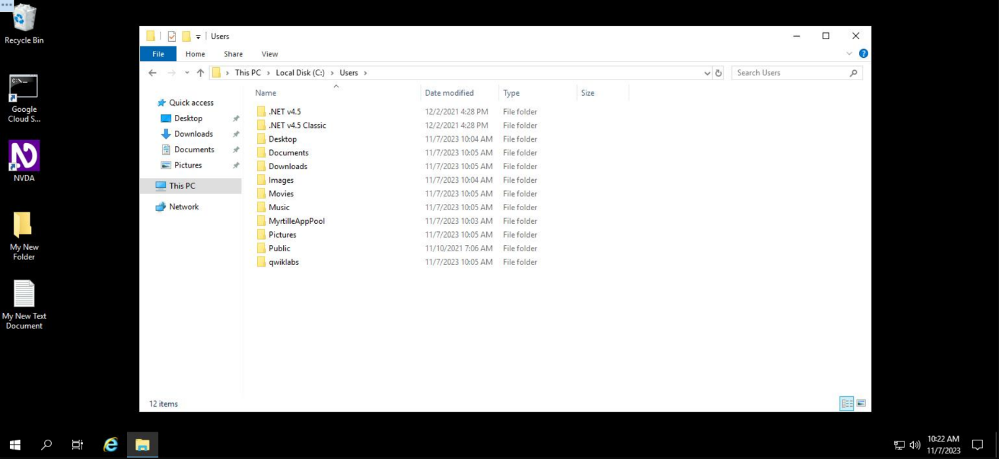 Recycle Bin
Google
Cloud S...
NVDA
My New
Folder
My New Text
Document
Users
File Home Share View
This PC Local Disk (C:) Users
Search Users
Quick access
Desktop
Downloads
Documents
Pictures
This PC
Network
Name Date modified Type Size
.NET v4.5 12/2/2021 4:28 PM File folder
.NET v4.5 Classic 12/2/2021 4:28 PM File folder
Desktop 11/7/2023 10:04 AM File folder
Documents 11/7/2023 10:05 AM File folder
Downloads 11/7/2023 10:05 AM File folder
Images 11/7/2023 10:04 AM File folder
Movies 11/7/2023 10:05 AM File folder
Music 11/7/2023 10:05 AM File folder
MyrtilleAppPool 11/7/2023 10:03 AM File folder
Pictures 11/7/2023 10:05 AM File folder
Public 11/10/2021 7:06 AM File folder
qwiklabs 11/7/2023 10:05 AM File folder
12 items
10:22 AM
11/7/2023